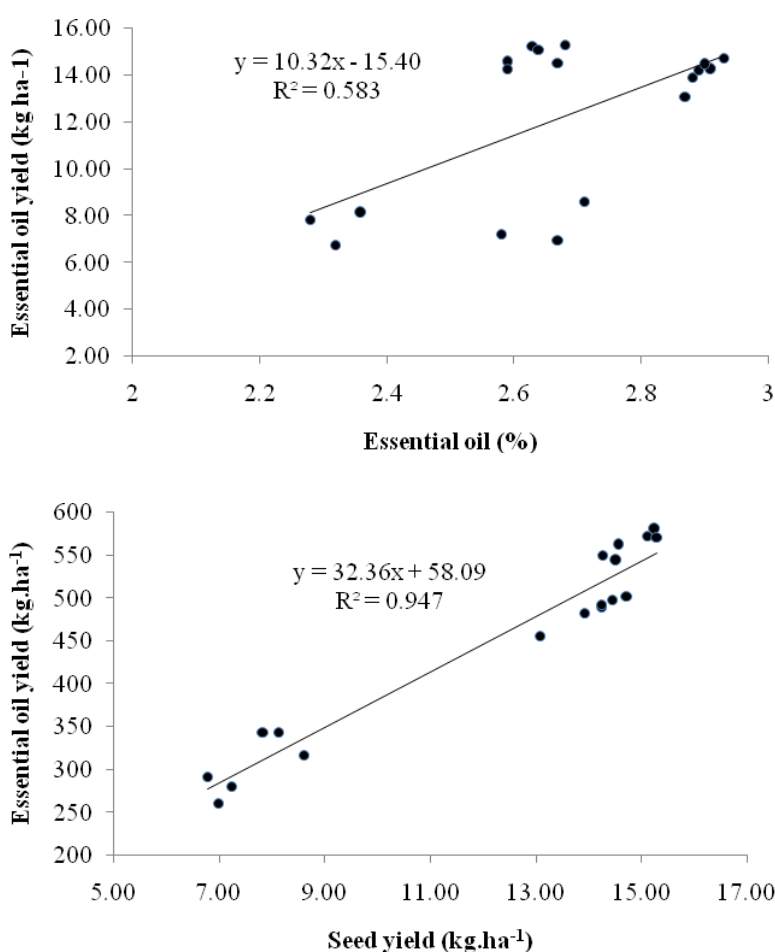 16.00
14.00
12.00
10.00
8.00
6.00
4.00
2.00
Essential oil yield (kg ha-1)
y = 10.32x - 15.40
R² = 0.583
2 2.2 2.4 2.6 2.8 3
Essential oil (%)
600
550
500
450
400
350
300
250
200
Essential oil yield (kg.ha⁻¹)
y = 32.36x + 58.09
R² = 0.947
5.00 7.00 9.00 11.00 13.00 15.00 17.00
Seed yield (kg.ha⁻¹)